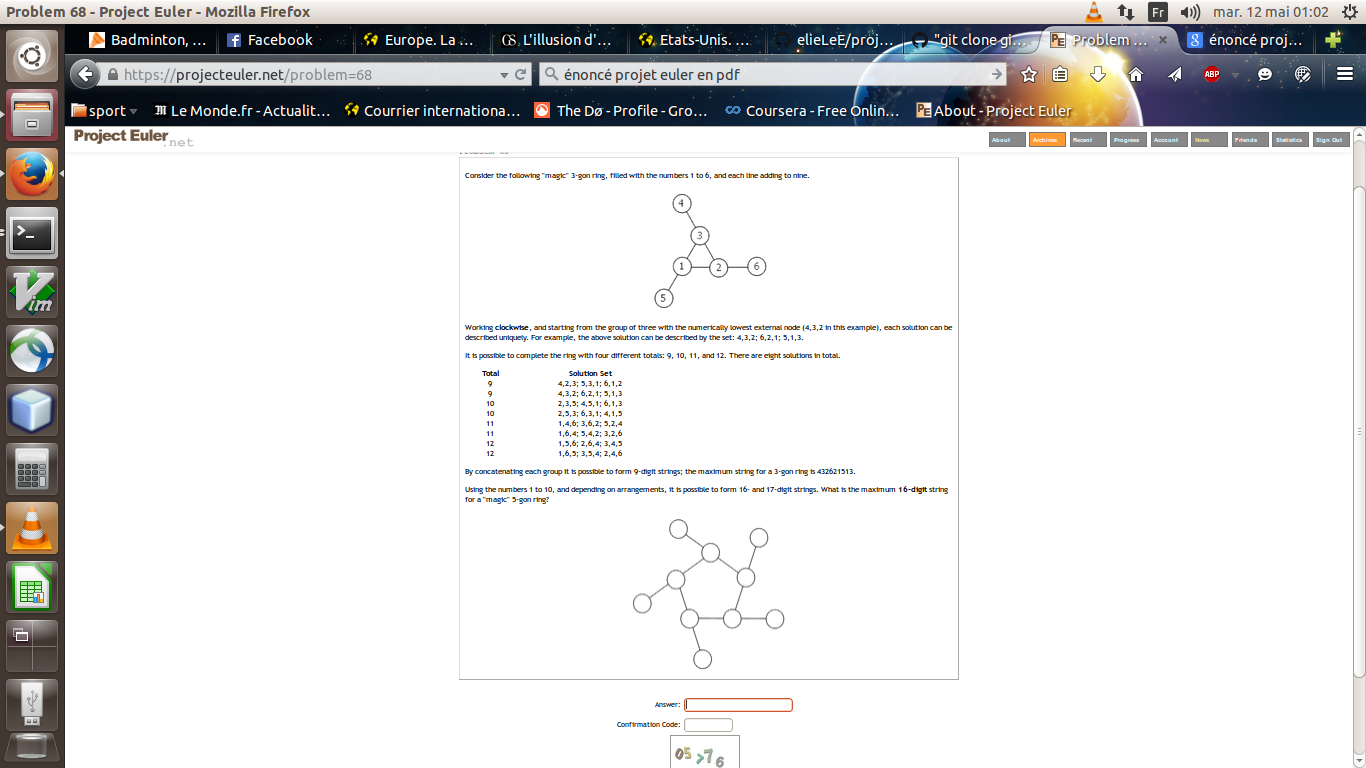 Problem 68 - Project Euler - Mozilla Firefox
Fr
mar. 12 mai 01:02
Badminton, ...
Facebook
Europe. La ...
GS L'illusion d'...
Etats-Unis. ...
elieLeE/proj...
"git clone gi...
PE Problem ...
énoncé proj...
https://projecteuler.net/problem=68
énoncé projet euler en pdf
ABP
sport
Le Monde.fr - Actualit...
Courrier internationa...
The Dø - Profile - Gro...
Coursera - Free Onlin...
PE About - Project Euler
Project Euler
.net
About
Archives
Recent
Progress
Account
News
Friends
Statistics
Sign Out
Consider the following "magic" 3-gon ring, filled with the numbers 1 to 6, and each line adding to nine.
4
3
1 2 6
5
Working clockwise, and starting from the group of three with the numerically lowest external node (4,3,2 in this example), each solution can be
described uniquely. For example, the above solution can be described by the set: 4,3,2; 6,2,1; 5,1,3.
It is possible to complete the ring with four different totals: 9, 10, 11, and 12. There are eight solutions in total.
Total Solution Set
9 4,2,3; 5,3,1; 6,1,2
9 4,3,2; 6,2,1; 5,1,3
10 2,3,5; 4,5,1; 6,1,3
10 2,5,3; 6,3,1; 4,1,5
11 1,4,6; 3,6,2; 5,2,4
11 1,6,4; 5,4,2; 3,2,6
12 1,5,6; 2,6,4; 3,4,5
12 1,6,5; 3,5,4; 2,4,6
By concatenating each group it is possible to form 9-digit strings; the maximum string for a 3-gon ring is 432621513.
Using the numbers 1 to 10, and depending on arrangements, it is possible to form 16- and 17-digit strings. What is the maximum 16-digit string
for a "magic" 5-gon ring?
Answer:
Confirmation Code: